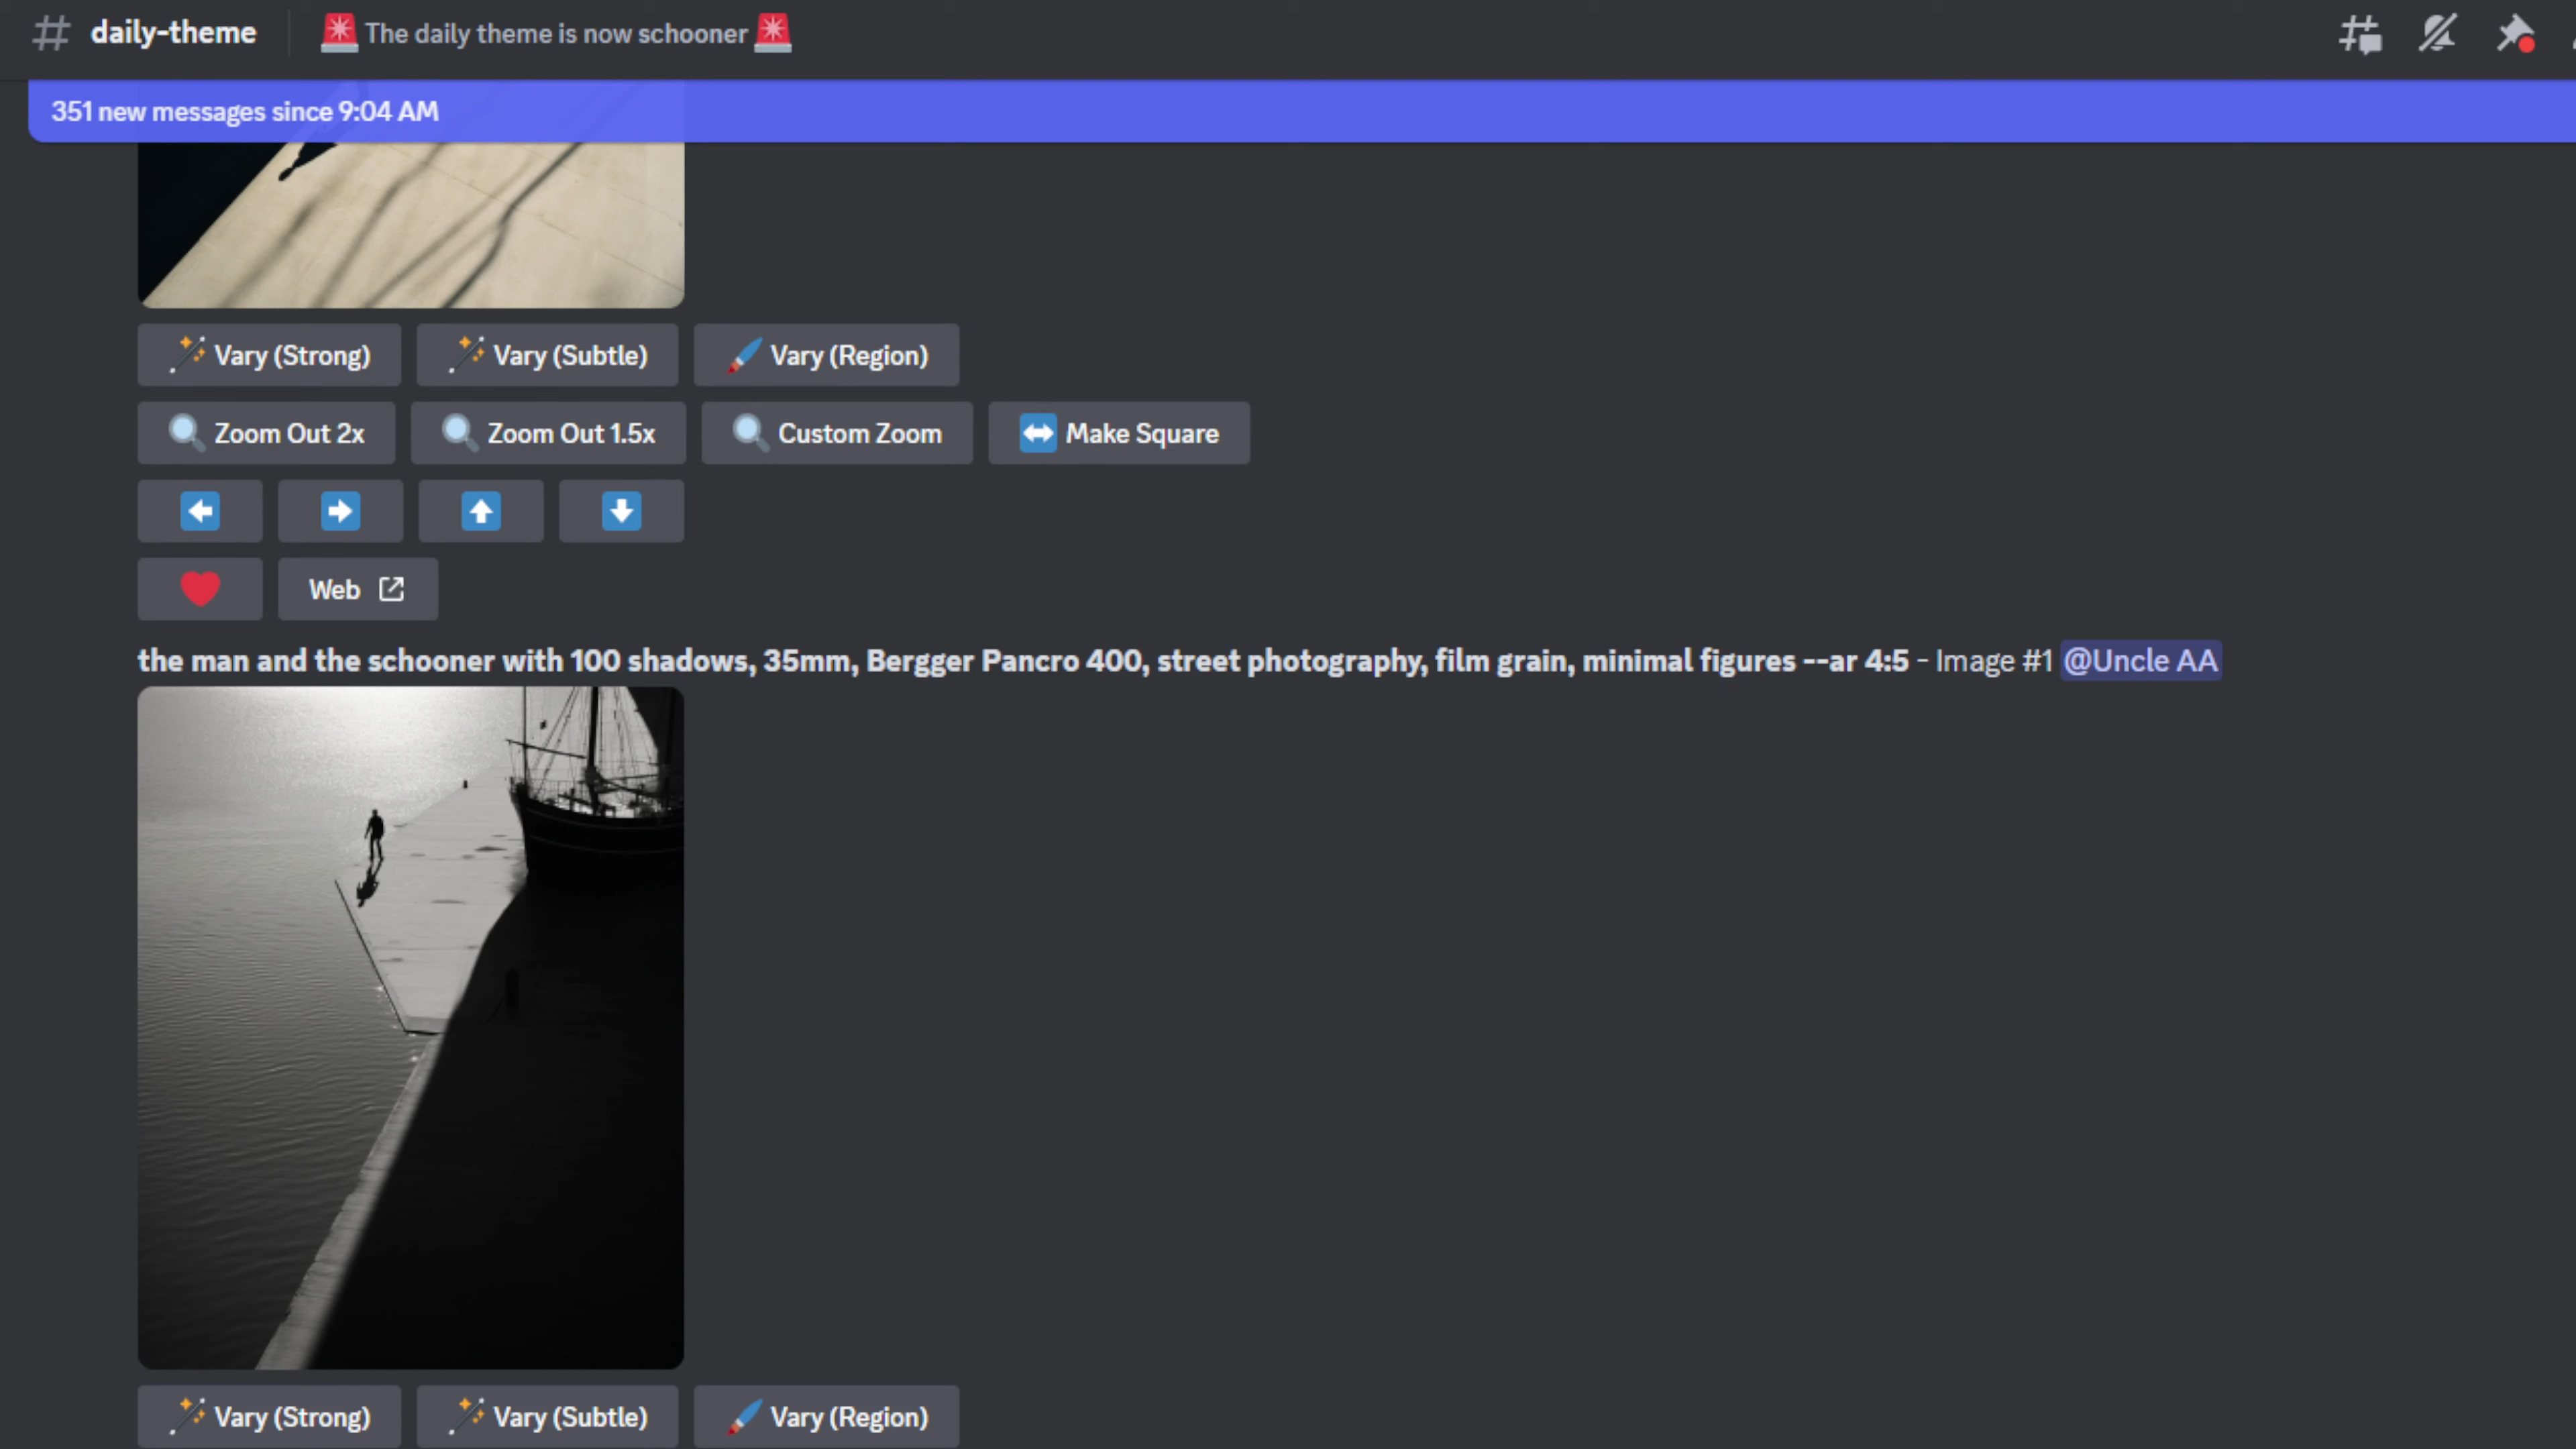 daily-theme
The daily theme is now schooner
351 new messages since 9:04 AM
Vary (Strong) Vary (Subtle) Vary (Region)
Zoom Out 2x Zoom Out 1.5x Custom Zoom Make Square
Web
the man and the schooner with 100 shadows, 35mm, Bergger Pancro 400, street photography, film grain, minimal figures --ar 4:5 - Image #1 @Uncle AA
Vary (Strong) Vary (Subtle) Vary (Region)